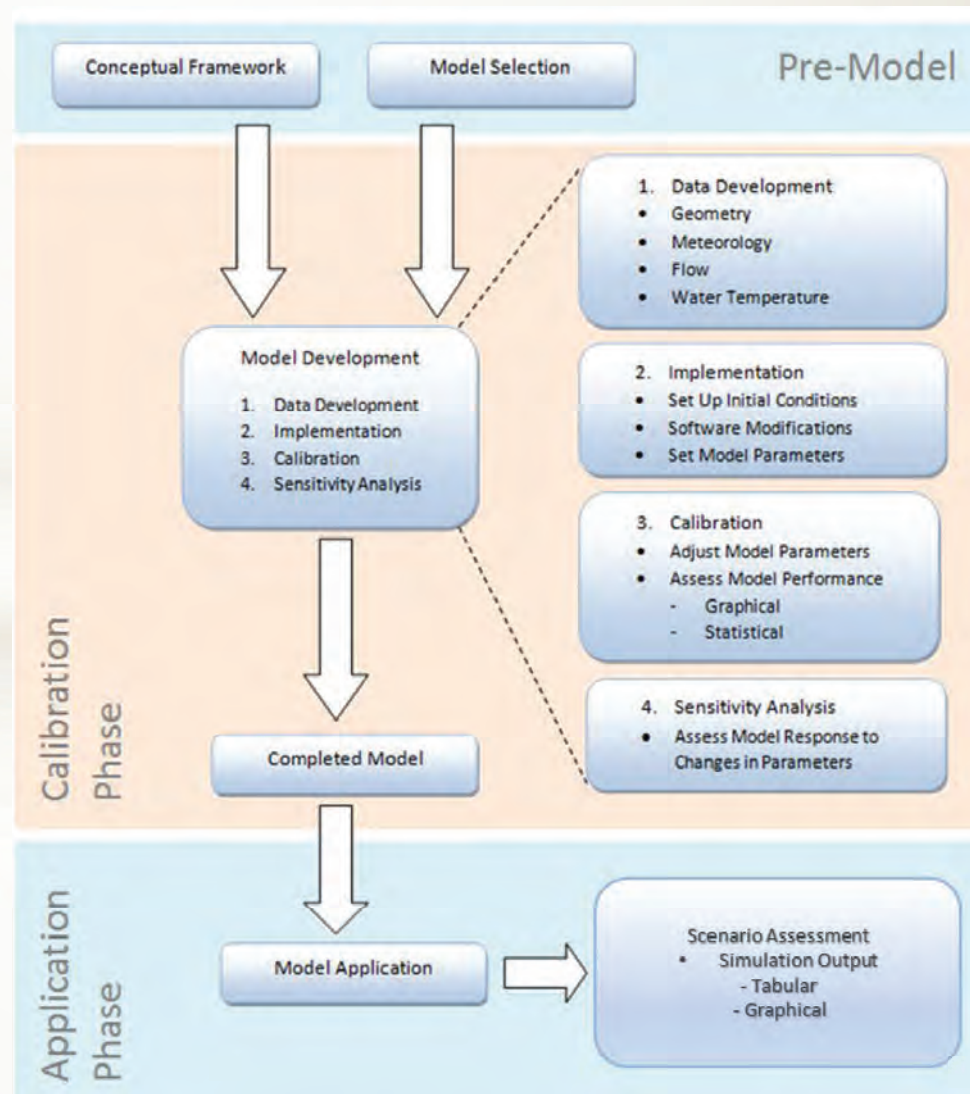 Pre-Model
Conceptual Framework
Model Selection
Calibration
Phase
Model Development
1. Data Development
2. Implementation
3. Calibration
4. Sensitivity Analysis
1. Data Development
• Geometry
• Meteorology
• Flow
• Water Temperature
2. Implementation
• Set Up Initial Conditions
• Software Modifications
• Set Model Parameters
3. Calibration
• Adjust Model Parameters
• Assess Model Performance
- Graphical
- Statistical
4. Sensitivity Analysis
• Assess Model Response to
Changes in Parameters
Completed Model
Application
Phase
Model Application
Scenario Assessment
• Simulation Output
- Tabular
- Graphical